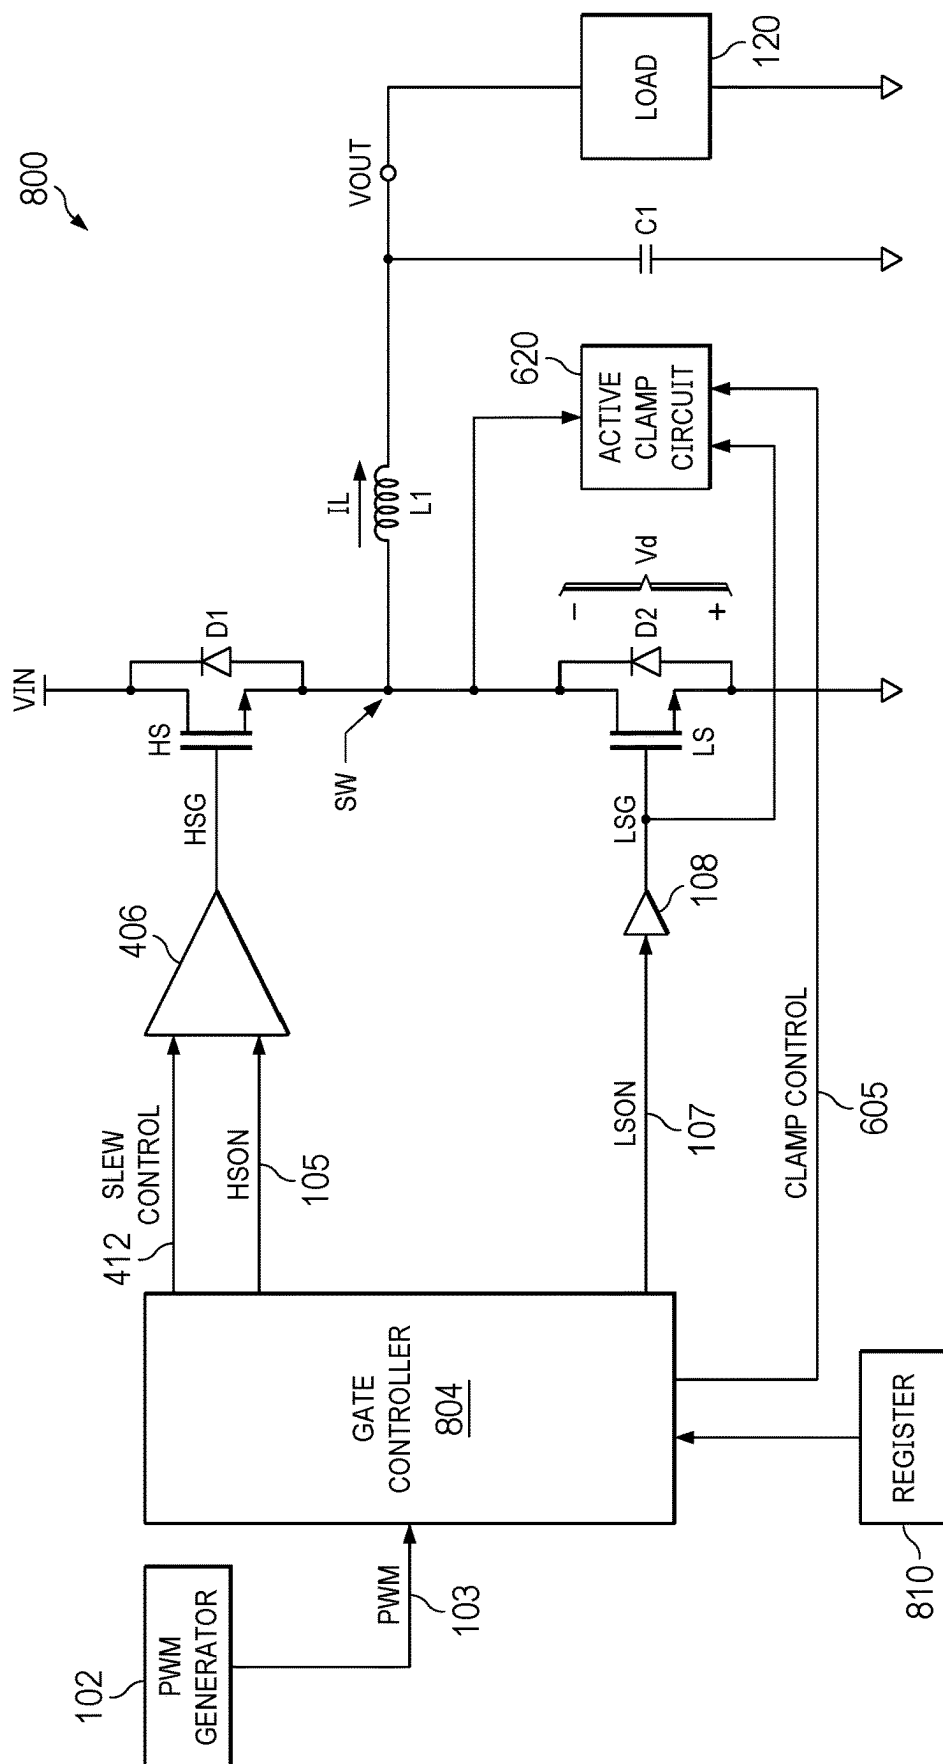 800
102
PWM
GENERATOR
PWM
103
GATE
CONTROLLER
804
REGISTER
810
412
SLEW
CONTROL
HSON
105
406
HSG
VIN
HS
D1
SW
IL
L1
VOUT
LOAD
120
C1
620
ACTIVE
CLAMP
CIRCUIT
LSON
107
108
LSG
LS
D2
-
Vd
+
CLAMP CONTROL
605